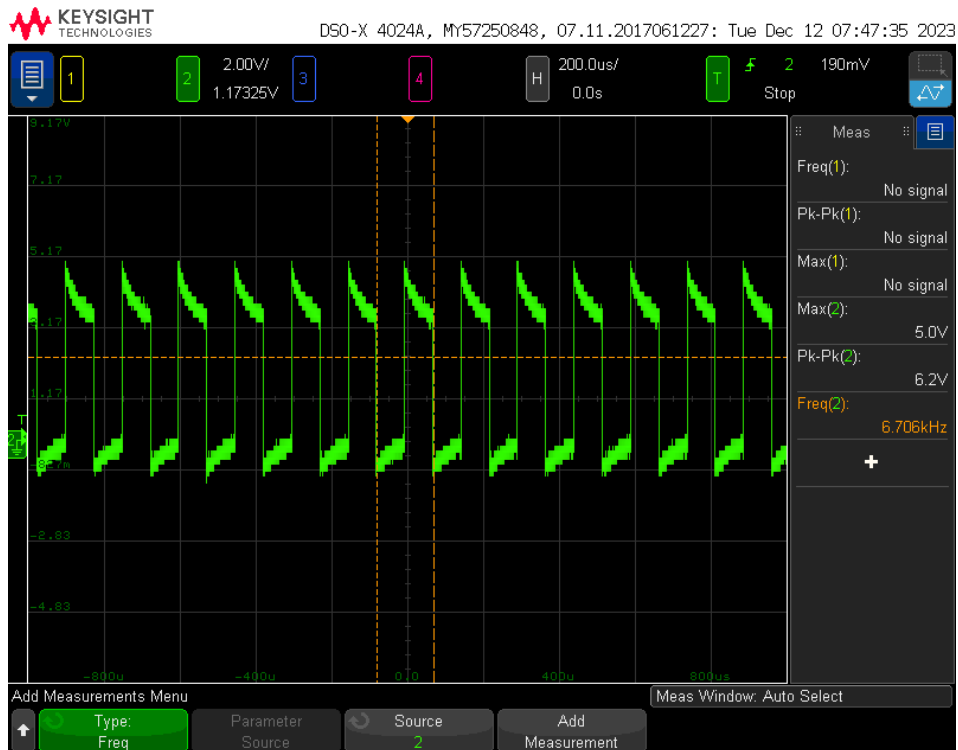 KEYSIGHT
TECHNOLOGIES
DSO-X 4024A, MY57250848, 07.11.2017061227: Tue Dec 12 07:47:35 2023
1
2
2.00V/
1.17325V
3
4
H
200.0us/
0.0s
T
2
190mV
Stop
9.17V
7.17
5.17
3.17
1.17
-827m
-2.83
-4.83
T
2
-800u
-400u
0.0
400u
800us
Meas
Freq(1):
No signal
Pk-Pk(1):
No signal
Max(1):
No signal
Max(2):
5.0V
Pk-Pk(2):
6.2V
Freq(2):
6.706kHz
+
Add Measurements Menu
Meas Window: Auto Select
Type:
Freq
Parameter
Source
Source
2
Add
Measurement